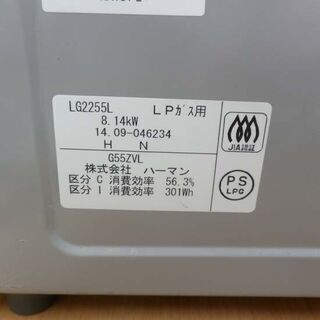 LG2255L LPガス用
8.14kW
14.09-046234
H N
G55ZVL
株式会社 ハーマン
区分 C 消費効率 56.3%
区分 I 消費効率 301Wh
JIA認証
PS
LPG